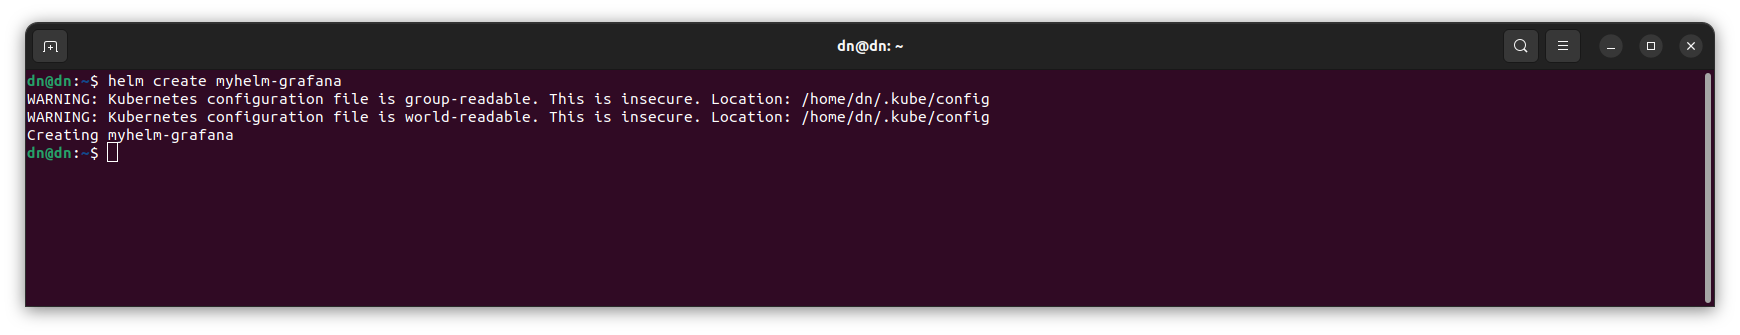 dn@dn: ~
dn@dn:~$ helm create myhelm-grafana
WARNING: Kubernetes configuration file is group-readable. This is insecure. Location: /home/dn/.kube/config
WARNING: Kubernetes configuration file is world-readable. This is insecure. Location: /home/dn/.kube/config
Creating myhelm-grafana
dn@dn:~$